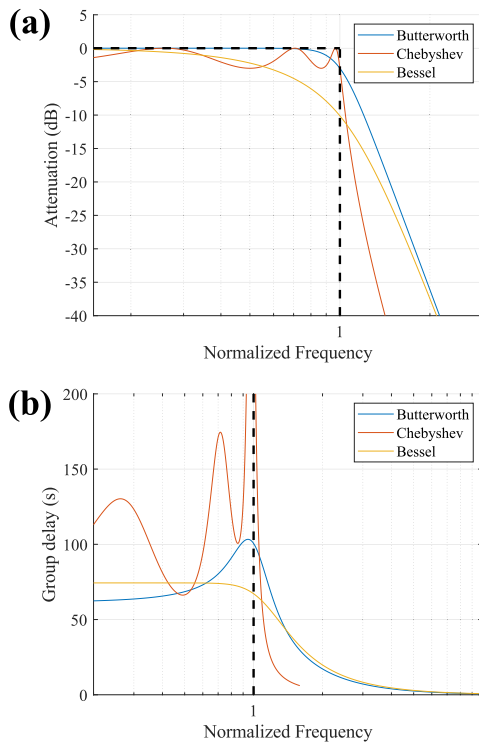 (a)
5
0
-5
-10
-15
-20
-25
-30
-35
-40
Attenuation (dB)
Butterworth
Chebyshev
Bessel
1
Normalized Frequency
(b)
200
150
100
50
0
Group delay (s)
Butterworth
Chebyshev
Bessel
1
Normalized Frequency